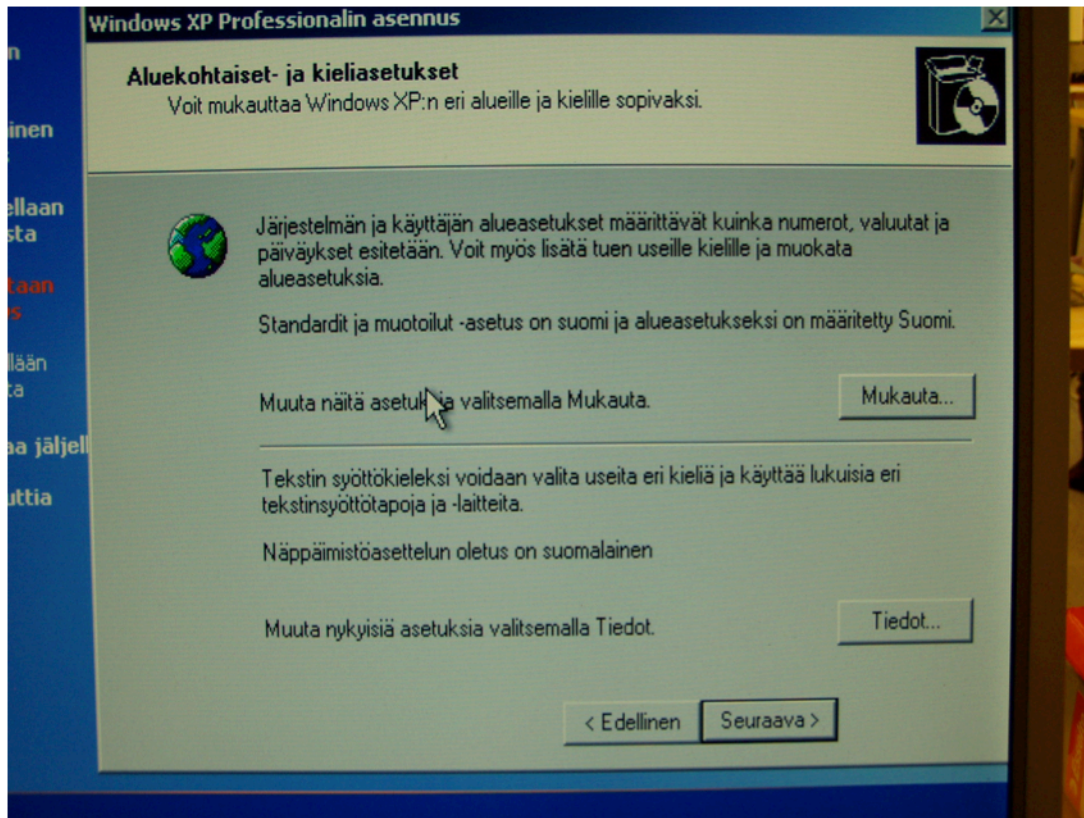 Windows XP Professionalin asennus
n
inen
ellaan
sta
taan
es
llään
ta
aa jäljell
uttia
Aluekohtaiset- ja kieliasetukset
Voit mukauttaa Windows XP:n eri alueille ja kielille sopivaksi.
Järjestelmän ja käyttäjän alueasetukset määrittävät kuinka numerot, valuutat ja
päiväykset esitetään. Voit myös lisätä tuen useille kielille ja muokata
alueasetuksia.
Standardit ja muotoilut -asetus on suomi ja alueasetukseksi on määritetty Suomi.
Muuta näitä asetuksia valitsemalla Mukauta.
Mukauta...
Tekstin syöttökieleksi voidaan valita useita eri kieliä ja käyttää lukuisia eri
tekstinsyöttötapoja ja -laitteita.
Näppäimistöasettelun oletus on suomalainen
Muuta nykyisiä asetuksia valitsemalla Tiedot.
Tiedot...
< Edellinen
Seuraava >